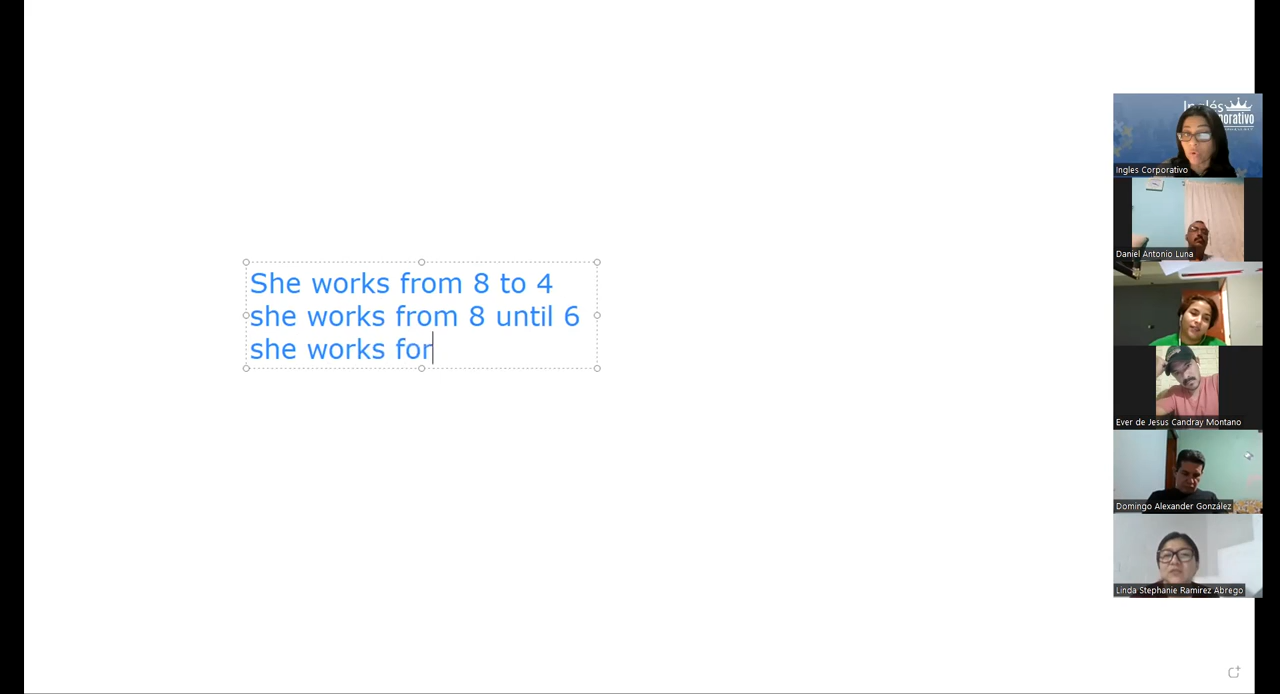 She works from 8 to 4
she works from 8 until 6
she works for
Inglés
orativo
Ingles Corporativo
Daniel Antonio Luna
Ever de Jesus Candray Montano
Domingo Alexander González
Linda Stephanie Ramirez Abrego